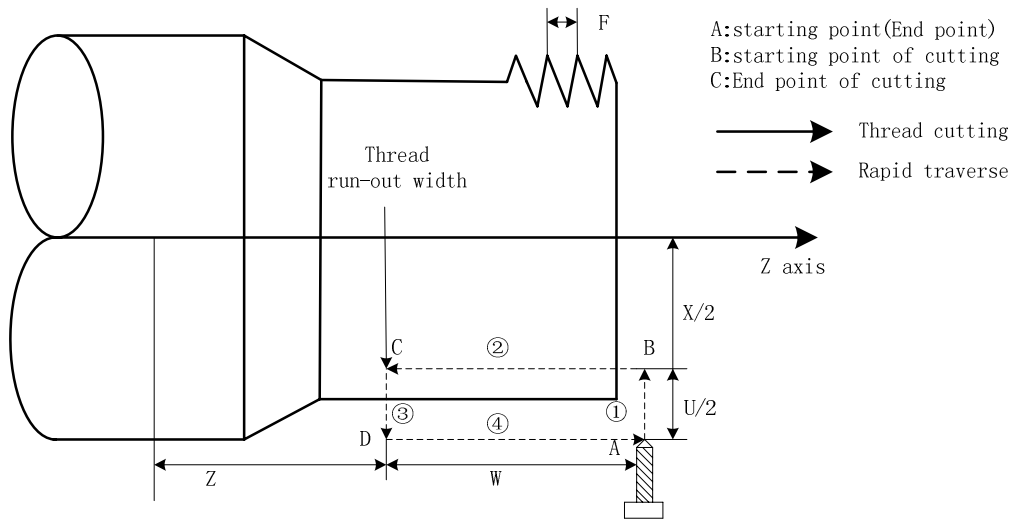 F
A:starting point(End point)
B:starting point of cutting
C:End point of cutting
Thread cutting
Rapid traverse
Thread
run-out width
Z axis
X/2
C
②
B
③
④
①
U/2
D
A
Z
W